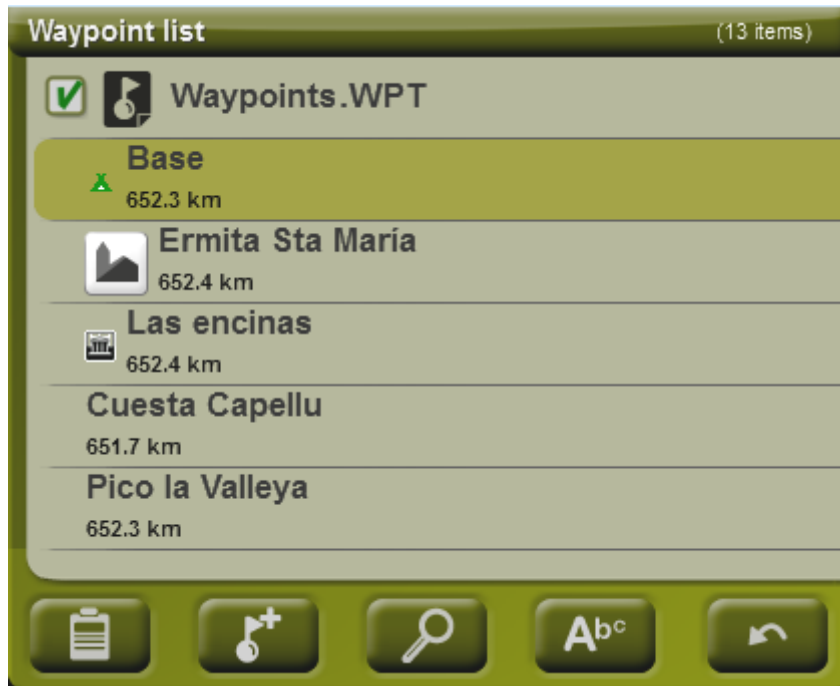 Waypoint list
(13 items)
Waypoints.WPT
Base
652.3 km
Ermita Sta María
652.4 km
Las encinas
652.4 km
Cuesta Capellu
651.7 km
Pico la Valleya
652.3 km
Abc